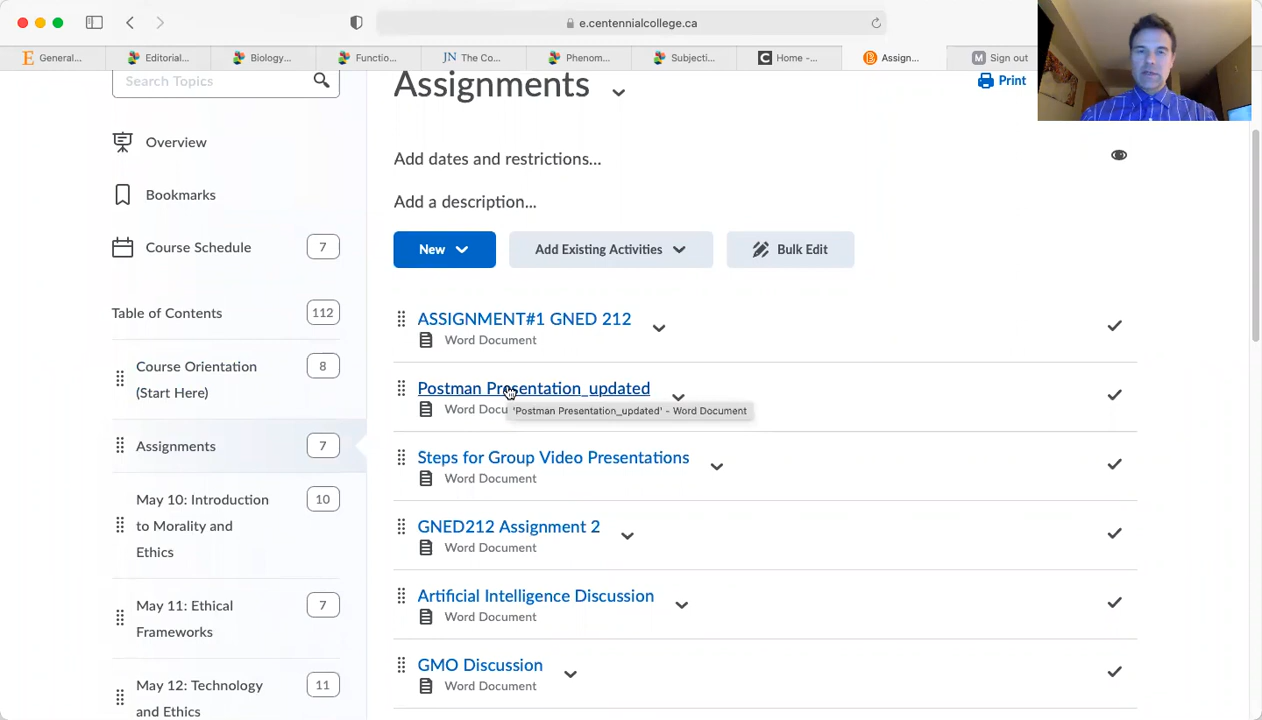 e.centennialcollege.ca
General...
Editorial...
Biology...
Functio...
JN The Co...
Phenom...
Subjecti...
C Home -...
Assign...
M Sign out
Search Topics
Assignments
Print
Overview
Add dates and restrictions...
Bookmarks
Add a description...
Course Schedule 7
New
Add Existing Activities
Bulk Edit
Table of Contents 112
Course Orientation 8
(Start Here)
Assignments 7
May 10: Introduction 10
to Morality and
Ethics
May 11: Ethical 7
Frameworks
May 12: Technology 11
and Ethics
ASSIGNMENT#1 GNED 212
Word Document
Postman Presentation_updated
Word Docu
'Postman Presentation_updated' - Word Document
Steps for Group Video Presentations
Word Document
GNED212 Assignment 2
Word Document
Artificial Intelligence Discussion
Word Document
GMO Discussion
Word Document